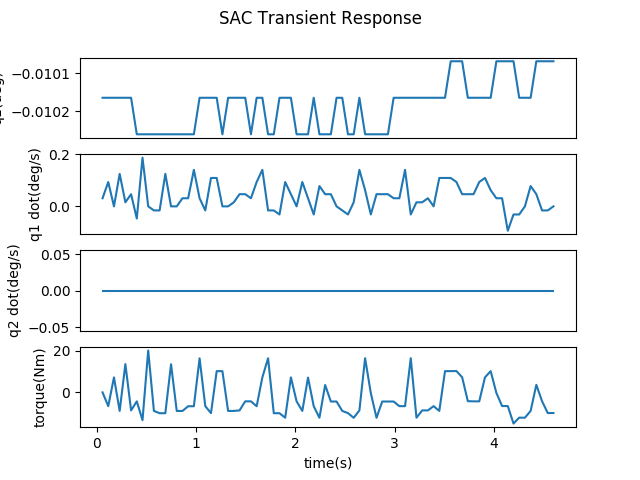 SAC Transient Response
−0.0101
−0.0102
0.2
0.0
q1 dot(deg/s)
0.05
0.00
−0.05
q2 dot(deg/s)
20
0
torque(Nm)
0 1 2 3 4
time(s)